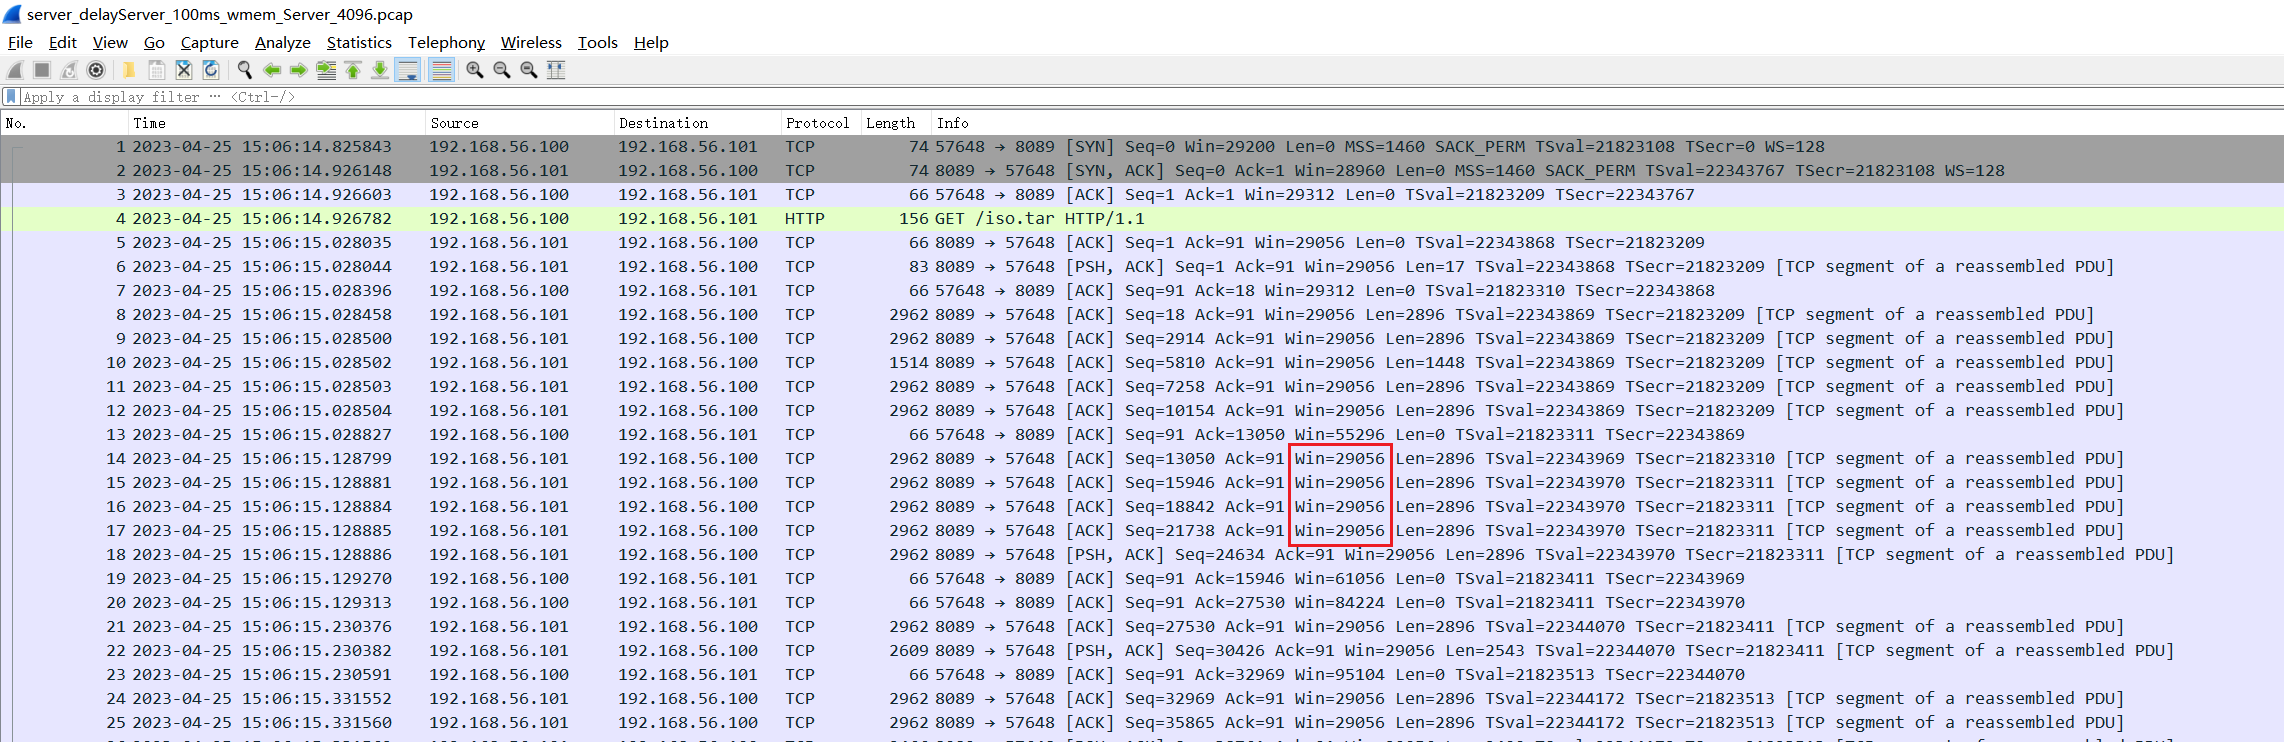 server_delayServer_100ms_wmem_Server_4096.pcap
File Edit View Go Capture Analyze Statistics Telephony Wireless Tools Help
Apply a display filter … <Ctrl-/>
No. Time Source Destination Protocol Length Info
1 2023-04-25 15:06:14.825843 192.168.56.100 192.168.56.101 TCP 74 57648 → 8089 [SYN] Seq=0 Win=29200 Len=0 MSS=1460 SACK_PERM TSval=21823108 TSecr=0 WS=128
2 2023-04-25 15:06:14.926148 192.168.56.101 192.168.56.100 TCP 74 8089 → 57648 [SYN, ACK] Seq=0 Ack=1 Win=28960 Len=0 MSS=1460 SACK_PERM TSval=22343767 TSecr=21823108 WS=128
3 2023-04-25 15:06:14.926603 192.168.56.100 192.168.56.101 TCP 66 57648 → 8089 [ACK] Seq=1 Ack=1 Win=29312 Len=0 TSval=21823209 TSecr=22343767
4 2023-04-25 15:06:14.926782 192.168.56.100 192.168.56.101 HTTP 156 GET /iso.tar HTTP/1.1
5 2023-04-25 15:06:15.028035 192.168.56.101 192.168.56.100 TCP 66 8089 → 57648 [ACK] Seq=1 Ack=91 Win=29056 Len=0 TSval=22343868 TSecr=21823209
6 2023-04-25 15:06:15.028044 192.168.56.101 192.168.56.100 TCP 83 8089 → 57648 [PSH, ACK] Seq=1 Ack=91 Win=29056 Len=17 TSval=22343868 TSecr=21823209 [TCP segment of a reassembled PDU]
7 2023-04-25 15:06:15.028396 192.168.56.100 192.168.56.101 TCP 66 57648 → 8089 [ACK] Seq=91 Ack=18 Win=29312 Len=0 TSval=21823310 TSecr=22343868
8 2023-04-25 15:06:15.028458 192.168.56.101 192.168.56.100 TCP 2962 8089 → 57648 [ACK] Seq=18 Ack=91 Win=29056 Len=2896 TSval=22343869 TSecr=21823209 [TCP segment of a reassembled PDU]
9 2023-04-25 15:06:15.028500 192.168.56.101 192.168.56.100 TCP 2962 8089 → 57648 [ACK] Seq=2914 Ack=91 Win=29056 Len=2896 TSval=22343869 TSecr=21823209 [TCP segment of a reassembled PDU]
10 2023-04-25 15:06:15.028502 192.168.56.101 192.168.56.100 TCP 1514 8089 → 57648 [ACK] Seq=5810 Ack=91 Win=29056 Len=1448 TSval=22343869 TSecr=21823209 [TCP segment of a reassembled PDU]
11 2023-04-25 15:06:15.028503 192.168.56.101 192.168.56.100 TCP 2962 8089 → 57648 [ACK] Seq=7258 Ack=91 Win=29056 Len=2896 TSval=22343869 TSecr=21823209 [TCP segment of a reassembled PDU]
12 2023-04-25 15:06:15.028504 192.168.56.101 192.168.56.100 TCP 2962 8089 → 57648 [ACK] Seq=10154 Ack=91 Win=29056 Len=2896 TSval=22343869 TSecr=21823209 [TCP segment of a reassembled PDU]
13 2023-04-25 15:06:15.028827 192.168.56.100 192.168.56.101 TCP 66 57648 → 8089 [ACK] Seq=91 Ack=13050 Win=55296 Len=0 TSval=21823311 TSecr=22343869
14 2023-04-25 15:06:15.128799 192.168.56.101 192.168.56.100 TCP 2962 8089 → 57648 [ACK] Seq=13050 Ack=91 Win=29056 Len=2896 TSval=22343969 TSecr=21823310 [TCP segment of a reassembled PDU]
15 2023-04-25 15:06:15.128881 192.168.56.101 192.168.56.100 TCP 2962 8089 → 57648 [ACK] Seq=15946 Ack=91 Win=29056 Len=2896 TSval=22343970 TSecr=21823311 [TCP segment of a reassembled PDU]
16 2023-04-25 15:06:15.128884 192.168.56.101 192.168.56.100 TCP 2962 8089 → 57648 [ACK] Seq=18842 Ack=91 Win=29056 Len=2896 TSval=22343970 TSecr=21823311 [TCP segment of a reassembled PDU]
17 2023-04-25 15:06:15.128885 192.168.56.101 192.168.56.100 TCP 2962 8089 → 57648 [ACK] Seq=21738 Ack=91 Win=29056 Len=2896 TSval=22343970 TSecr=21823311 [TCP segment of a reassembled PDU]
18 2023-04-25 15:06:15.128886 192.168.56.101 192.168.56.100 TCP 2962 8089 → 57648 [PSH, ACK] Seq=24634 Ack=91 Win=29056 Len=2896 TSval=22343970 TSecr=21823311 [TCP segment of a reassembled PDU]
19 2023-04-25 15:06:15.129270 192.168.56.100 192.168.56.101 TCP 66 57648 → 8089 [ACK] Seq=91 Ack=15946 Win=61056 Len=0 TSval=21823411 TSecr=22343969
20 2023-04-25 15:06:15.129313 192.168.56.100 192.168.56.101 TCP 66 57648 → 8089 [ACK] Seq=91 Ack=27530 Win=84224 Len=0 TSval=21823411 TSecr=22343970
21 2023-04-25 15:06:15.230376 192.168.56.101 192.168.56.100 TCP 2962 8089 → 57648 [ACK] Seq=27530 Ack=91 Win=29056 Len=2896 TSval=22344070 TSecr=21823411 [TCP segment of a reassembled PDU]
22 2023-04-25 15:06:15.230382 192.168.56.101 192.168.56.100 TCP 2609 8089 → 57648 [PSH, ACK] Seq=30426 Ack=91 Win=29056 Len=2543 TSval=22344070 TSecr=21823411 [TCP segment of a reassembled PDU]
23 2023-04-25 15:06:15.230591 192.168.56.100 192.168.56.101 TCP 66 57648 → 8089 [ACK] Seq=91 Ack=32969 Win=95104 Len=0 TSval=21823513 TSecr=22344070
24 2023-04-25 15:06:15.331552 192.168.56.101 192.168.56.100 TCP 2962 8089 → 57648 [ACK] Seq=32969 Ack=91 Win=29056 Len=2896 TSval=22344172 TSecr=21823513 [TCP segment of a reassembled PDU]
25 2023-04-25 15:06:15.331560 192.168.56.101 192.168.56.100 TCP 2962 8089 → 57648 [ACK] Seq=35865 Ack=91 Win=29056 Len=2896 TSval=22344172 TSecr=21823513 [TCP segment of a reassembled PDU]